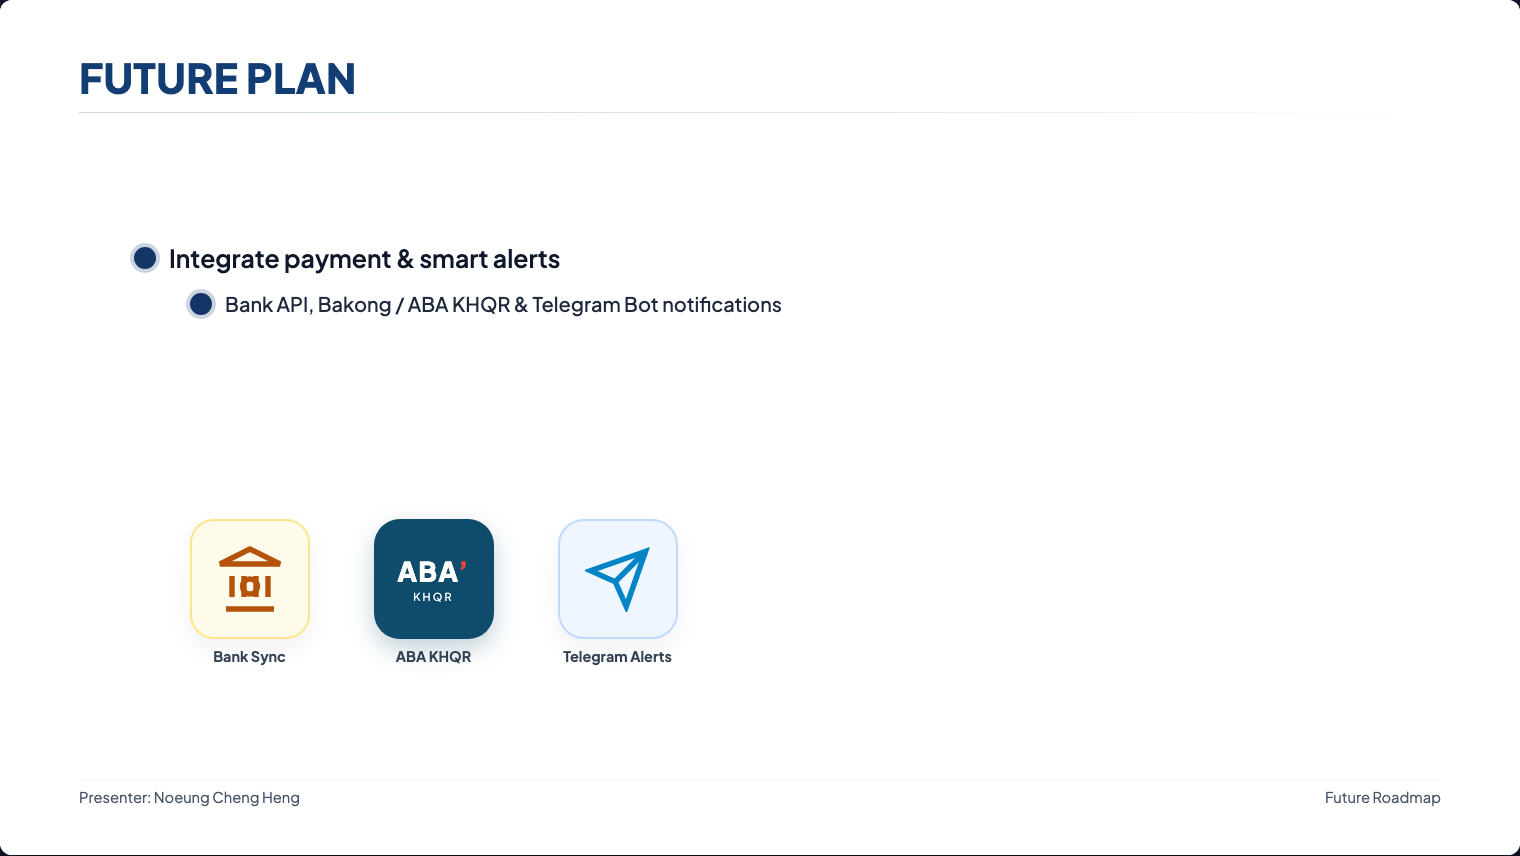 FUTURE PLAN
Integrate payment & smart alerts
Bank API, Bakong / ABA KHQR & Telegram Bot notifications
ABA'
KHQR
Bank Sync
ABA KHQR
Telegram Alerts
Presenter: Noeung Cheng Heng
Future Roadmap